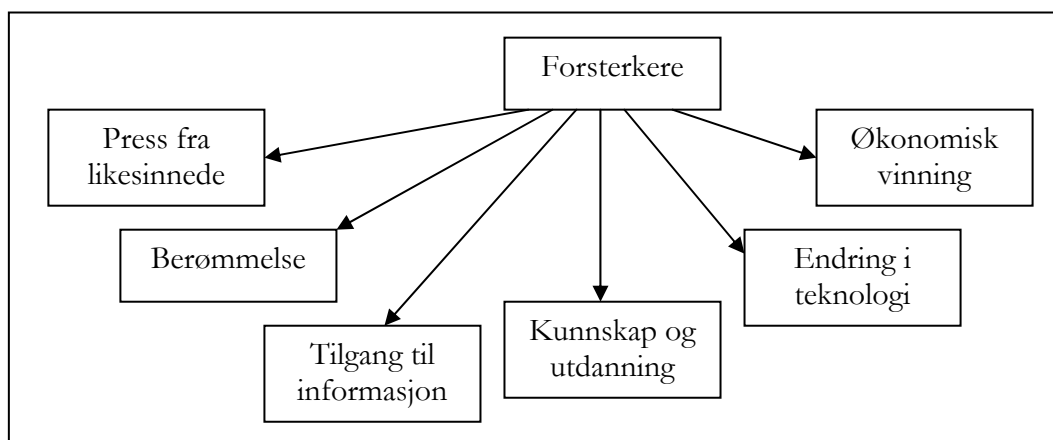 Forsterkere
Press fra
likesinnede
Økonomisk
vinning
Berømmelse
Endring i
teknologi
Tilgang til
informasjon
Kunnskap og
utdanning